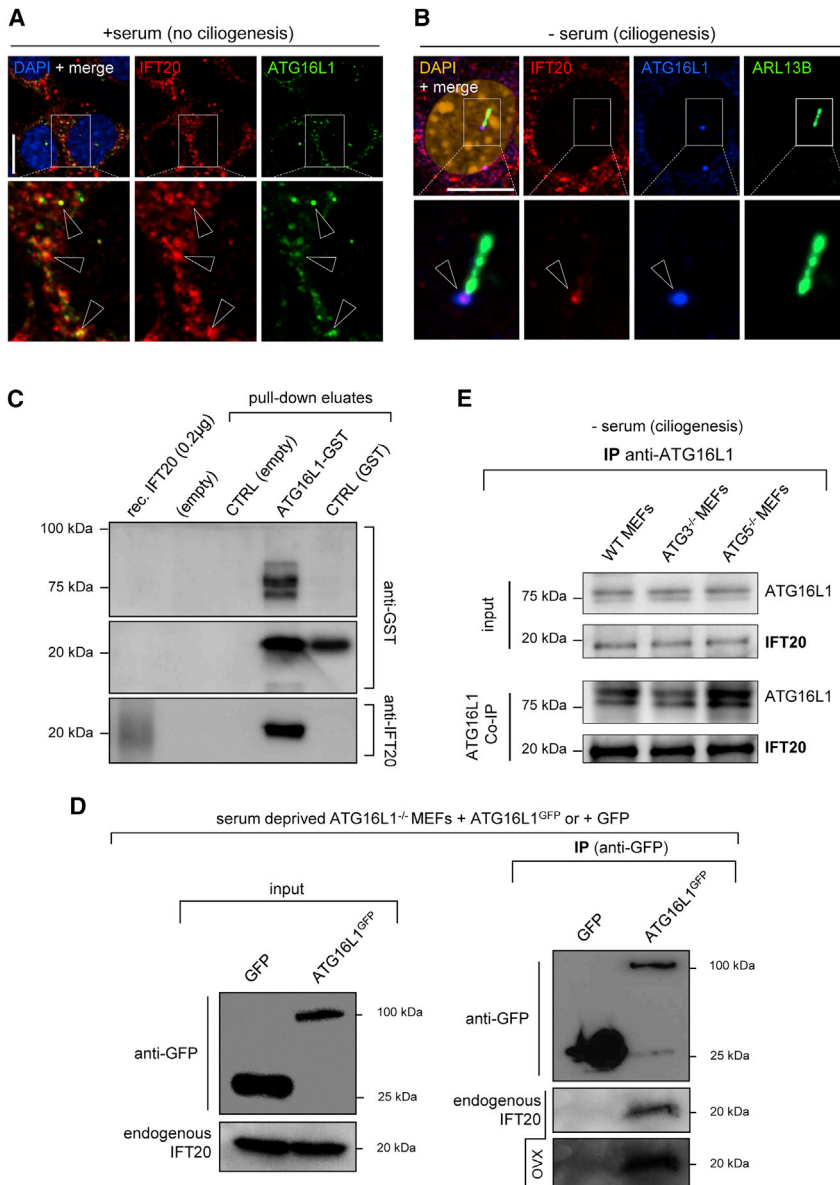 A
+serum (no ciliogenesis)
DAPI + merge
IFT20
ATG16L1
B
- serum (ciliogenesis)
DAPI
+ merge
IFT20
ATG16L1
ARL13B
C
pull-down eluates
rec. IFT20 (0.2μg)
(empty)
CTRL (empty)
ATG16L1-GST
CTRL (GST)
100 kDa
75 kDa
20 kDa
anti-GST
20 kDa
anti-IFT20
E
- serum (ciliogenesis)
IP anti-ATG16L1
WT MEFs
ATG3-/- MEFs
ATG5-/- MEFs
input
75 kDa
ATG16L1
20 kDa
IFT20
ATG16L1
Co-IP
75 kDa
ATG16L1
20 kDa
IFT20
D
serum deprived ATG16L1-/- MEFs + ATG16L1GFP or + GFP
input
GFP
ATG16L1GFP
anti-GFP
100 kDa
25 kDa
endogenous
IFT20
20 kDa
IP (anti-GFP)
GFP
ATG16L1GFP
anti-GFP
100 kDa
25 kDa
endogenous
IFT20
20 kDa
OVX
20 kDa